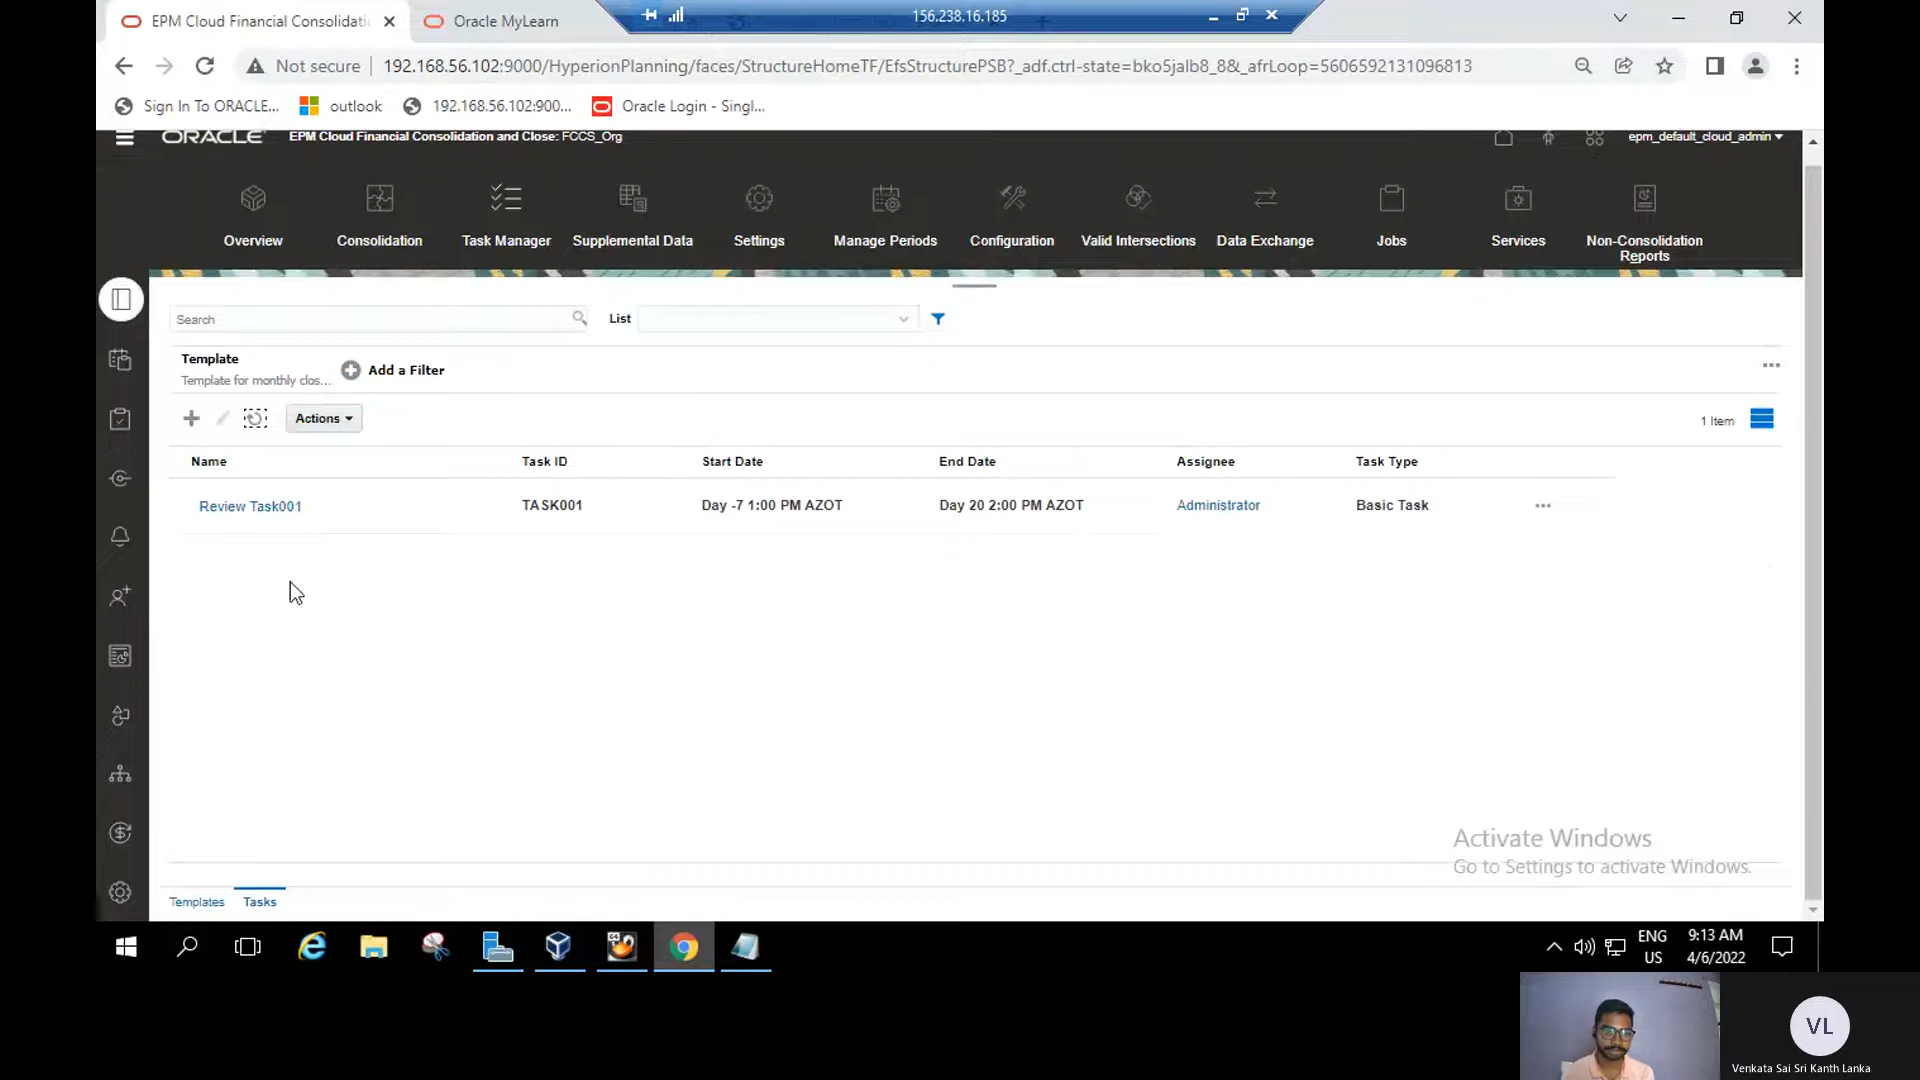 EPM Cloud Financial Consolidati
Oracle MyLearn
156.238.16.185
Not secure
192.168.56.102:9000/HyperionPlanning/faces/StructureHomeTF/EfsStructurePSB?_adf.ctrl-state=bko5jalb8_8&_afrLoop=5606592131096813
Sign In To ORACLE...
outlook
192.168.56.102:900...
Oracle Login - Singl...
ORACLE
EPM Cloud Financial Consolidation and Close: FCCS_Org
epm_default_cloud_admin
Overview
Consolidation
Task Manager
Supplemental Data
Settings
Manage Periods
Configuration
Valid Intersections
Data Exchange
Jobs
Services
Non-Consolidation
Reports
Search
List
Template
Template for monthly clos...
Add a Filter
Actions
1 Item
Name Task ID Start Date End Date Assignee Task Type
Review Task001 TASK001 Day -7 1:00 PM AZOT Day 20 2:00 PM AZOT Administrator Basic Task
Activate Windows
Go to Settings to activate Windows.
Templates
Tasks
ENG
US
9:13 AM
4/6/2022
VL
Venkata Sai Sri Kanth Lanka